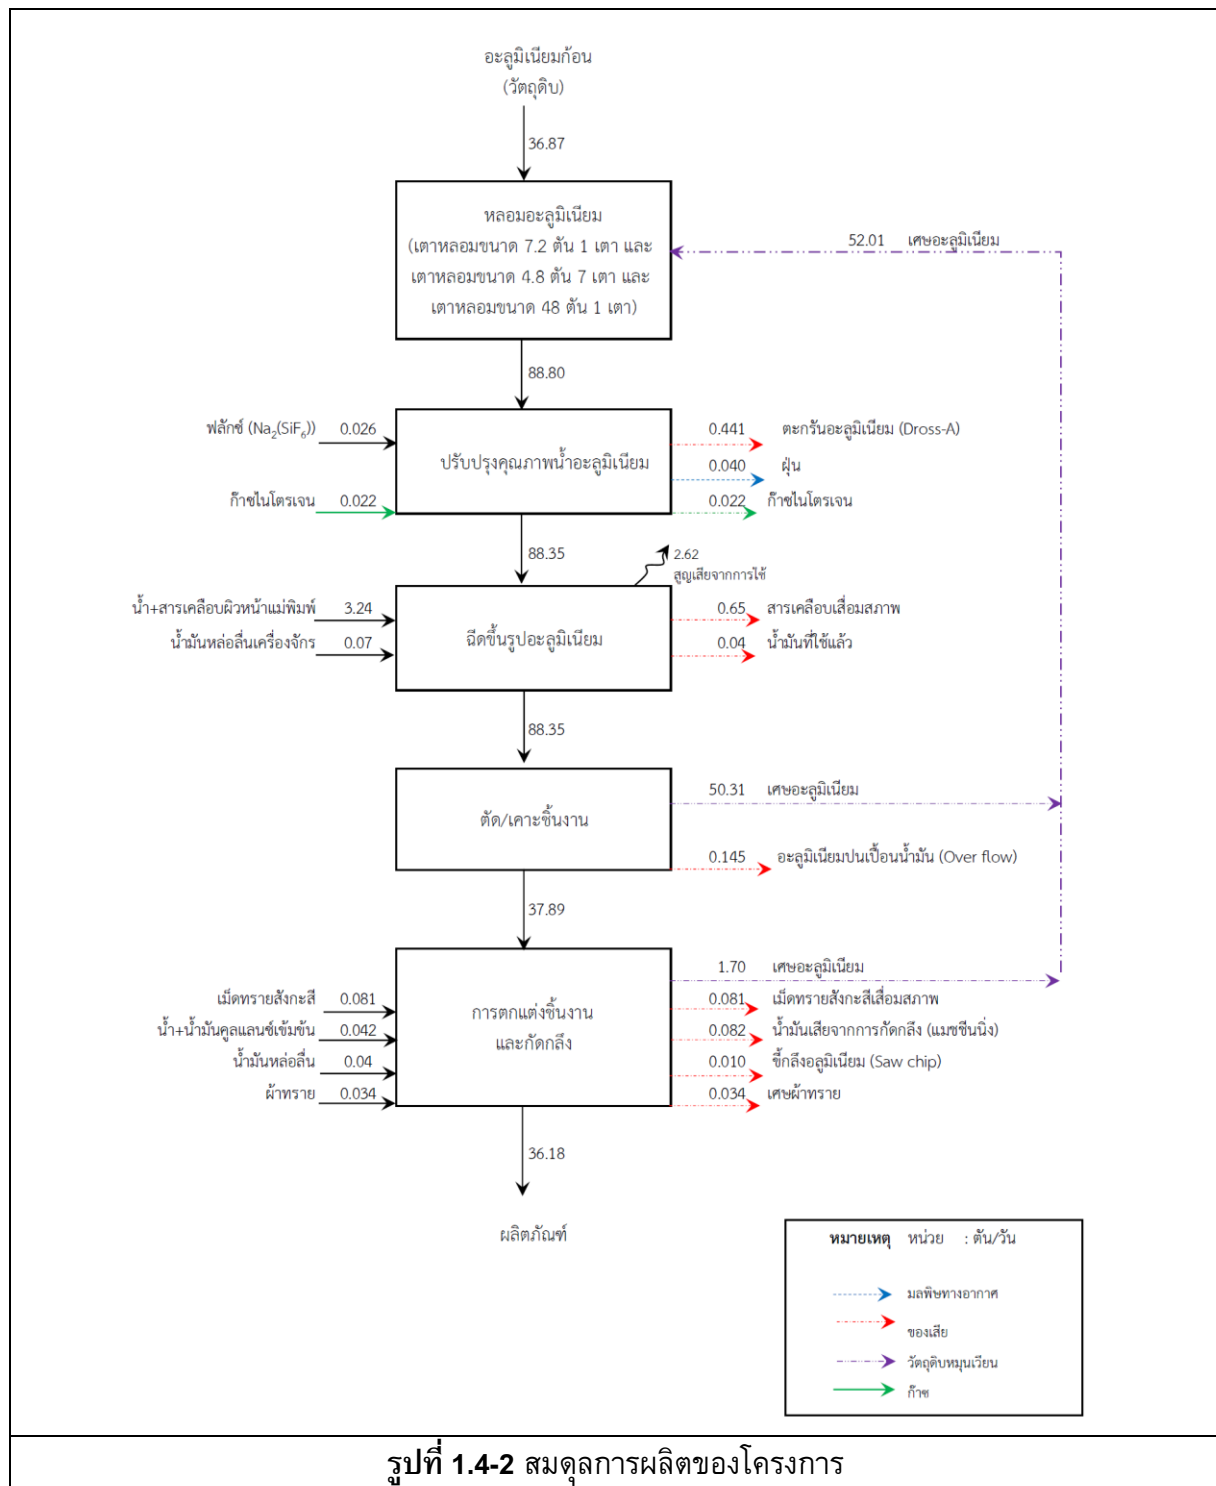 อะลูมิเนียมก้อน
(วัตถุดิบ)
36.87
หลอมอะลูมิเนียม
(เตาหลอมขนาด 7.2 ตัน 1 เตา และ
เตาหลอมขนาด 4.8 ตัน 7 เตา และ
เตาหลอมขนาด 48 ตัน 1 เตา)
52.01 เศษอะลูมิเนียม
88.80
ฟลักซ์ (Na₂(SiF₆)) 0.026
ก๊าซไนโตรเจน 0.022
ปรับปรุงคุณภาพน้ำอะลูมิเนียม
0.441 ตะกรันอะลูมิเนียม (Dross-A)
0.040 ฝุ่น
0.022 ก๊าซไนโตรเจน
88.35
2.62
สูญเสียจากการใช้
น้ำ+สารเคลือบผิวหน้าแม่พิมพ์ 3.24
น้ำมันหล่อลื่นเครื่องจักร 0.07
ฉีดขึ้นรูปอะลูมิเนียม
0.65 สารเคลือบเสื่อมสภาพ
0.04 น้ำมันที่ใช้แล้ว
88.35
ตัด/เคาะชิ้นงาน
50.31 เศษอะลูมิเนียม
0.145 อะลูมิเนียมปนเปื้อนน้ำมัน (Over flow)
37.89
เม็ดทรายสังกะสี 0.081
น้ำ+น้ำมันคูลแลนซ์เข้มข้น 0.042
น้ำมันหล่อลื่น 0.04
ผ้าทราย 0.034
การตกแต่งชิ้นงาน
และกัดกลึง
1.70 เศษอะลูมิเนียม
0.081 เม็ดทรายสังกะสีเสื่อมสภาพ
0.082 น้ำมันเสียจากการกัดกลึง (แมชชีนนิ่ง)
0.010 ขี้กลึงอลูมิเนียม (Saw chip)
0.034 เศษผ้าทราย
36.18
ผลิตภัณฑ์
หมายเหตุ หน่วย : ตัน/วัน
มลพิษทางอากาศ
ของเสีย
วัตถุดิบหมุนเวียน
ก๊าซ
รูปที่ 1.4-2 สมดุลการผลิตของโครงการ